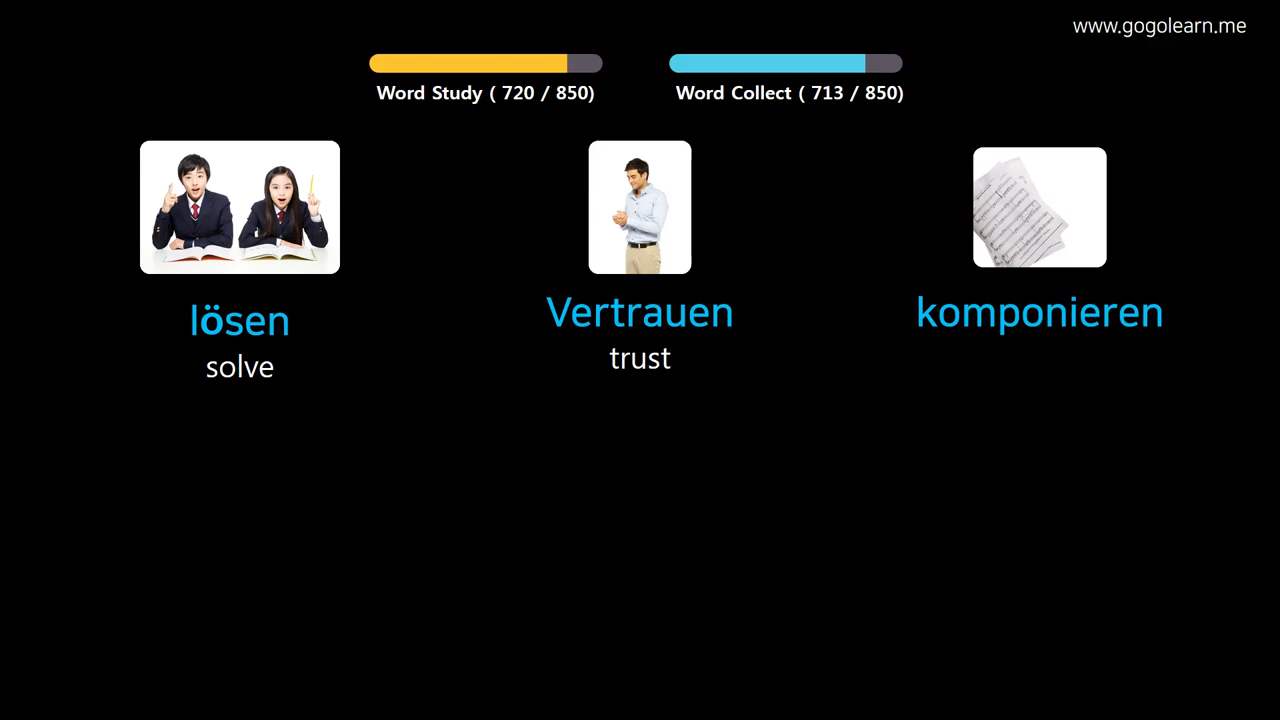 www.gogolearn.me
Word Study ( 720 / 850)
Word Collect ( 713 / 850)
lösen
solve
Vertrauen
trust
komponieren